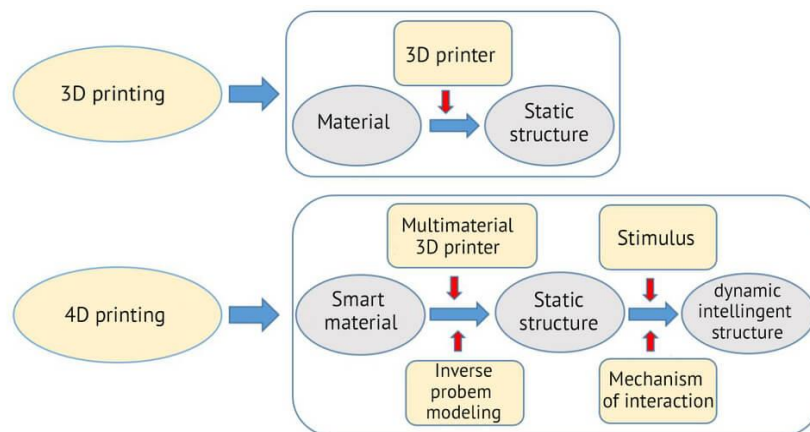 3D printer
3D printing
Material
Static
structure
Multimaterial
3D printer
Stimulus
4D printing
Smart
material
Static
structure
dynamic
intellingent
structure
Inverse
probem
modeling
Mechanism
of interaction